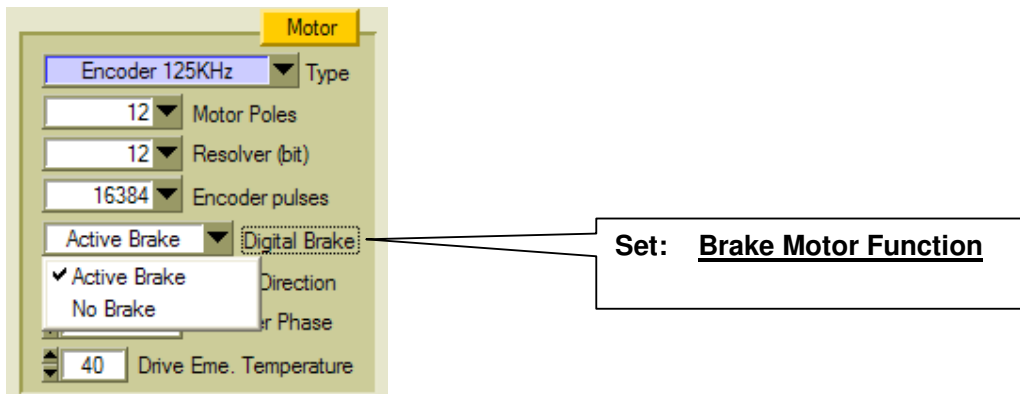 Motor
Encoder 125KHz Type
12 Motor Poles
12 Resolver (bit)
16384 Encoder pulses
Active Brake Digital Brake
Set: Brake Motor Function
Active Brake
Direction
No Brake
Phase
40 Drive Eme. Temperature